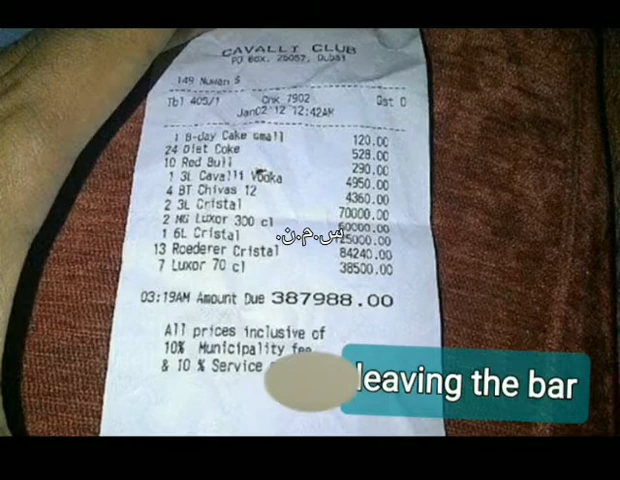 CAVALLI CLUB
PO Box, Dubai
149 Nuwan S
Tbl 405/1 Chk 7902 Gst 0
Jan02'12 12:42AM
1 B-day Cake small 120.00
24 Diet Coke 528.00
10 Red Bull 290.00
1 3L Cavalli Vodka 4950.00
4 BT Chivas 12 4360.00
2 3L Cristal 70000.00
2 MG Luxor 300 cl 60000.00
1 6L Cristal 125000.00
س.م.ن.
13 Roederer Cristal 84240.00
7 Luxor 70 cl 38500.00
03:19AM Amount Due 387988.00
All prices inclusive of
10% Municipality fee
& 10 % Service
leaving the bar